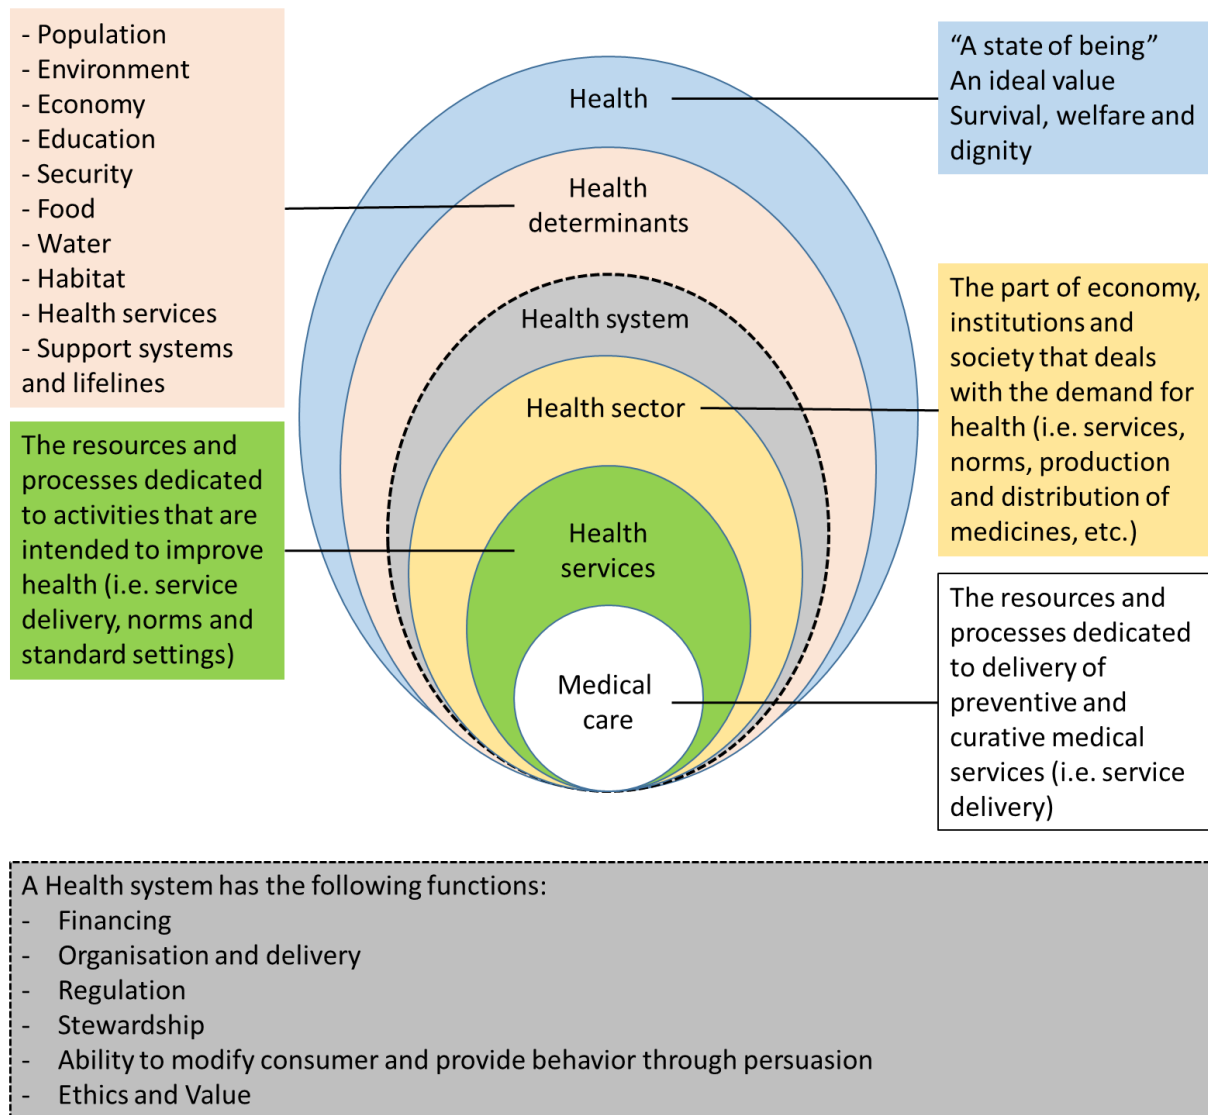 - Population
- Environment
- Economy
- Education
- Security
- Food
- Water
- Habitat
- Health services
- Support systems
and lifelines
The resources and
processes dedicated
to activities that are
intended to improve
health (i.e. service
delivery, norms and
standard settings)
Health
Health
determinants
Health system
Health sector
Health
services
Medical
care
“A state of being”
An ideal value
Survival, welfare and
dignity
The part of economy,
institutions and
society that deals
with the demand for
health (i.e. services,
norms, production
and distribution of
medicines, etc.)
The resources and
processes dedicated
to delivery of
preventive and
curative medical
services (i.e. service
delivery)
A Health system has the following functions:
- Financing
- Organisation and delivery
- Regulation
- Stewardship
- Ability to modify consumer and provide behavior through persuasion
- Ethics and Value